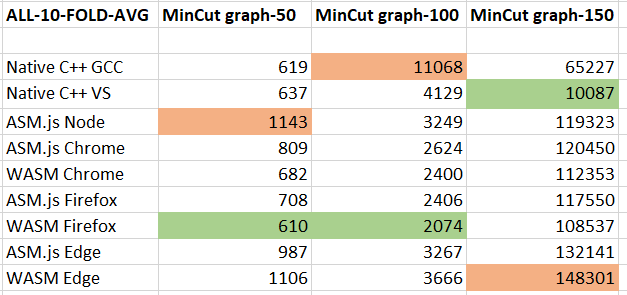 ALL-10-FOLD-AVG MinCut graph-50 MinCut graph-100 MinCut graph-150
Native C++ GCC 619 11068 65227
Native C++ VS 637 4129 10087
ASM.js Node 1143 3249 119323
ASM.js Chrome 809 2624 120450
WASM Chrome 682 2400 112353
ASM.js Firefox 708 2406 117550
WASM Firefox 610 2074 108537
ASM.js Edge 987 3267 132141
WASM Edge 1106 3666 148301